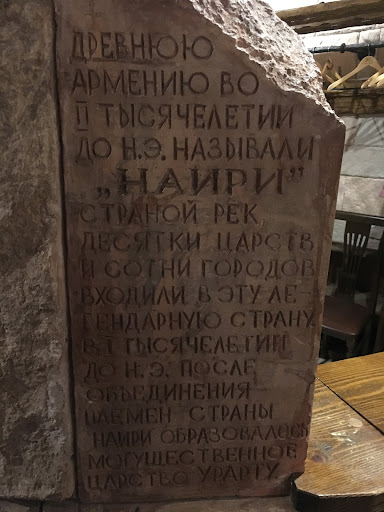 ДРЕВНЮЮ
АРМЕНИЮ ВО
II ТЫСЯЧЕЛЕТИИ
ДО Н.Э. НАЗЫВАЛИ
„НАИРИ”
СТРАНОЙ РЕК,
ДЕСЯТКИ ЦАРСТВ
И СОТНИ ГОРОДОВ
ВХОДИЛИ В ЭТУ ЛЕ-
ГЕНДАРНУЮ СТРАНУ.
В I ТЫСЯЧЕЛЕТИИ
ДО Н.Э. ПОСЛЕ
ОБЪЕДИНЕНИЯ
ПЛЕМЕН СТРАНЫ
НАИРИ ОБРАЗОВАЛОСЬ
МОГУЩЕСТВЕННОЕ
ЦАРСТВО УРАРТУ.